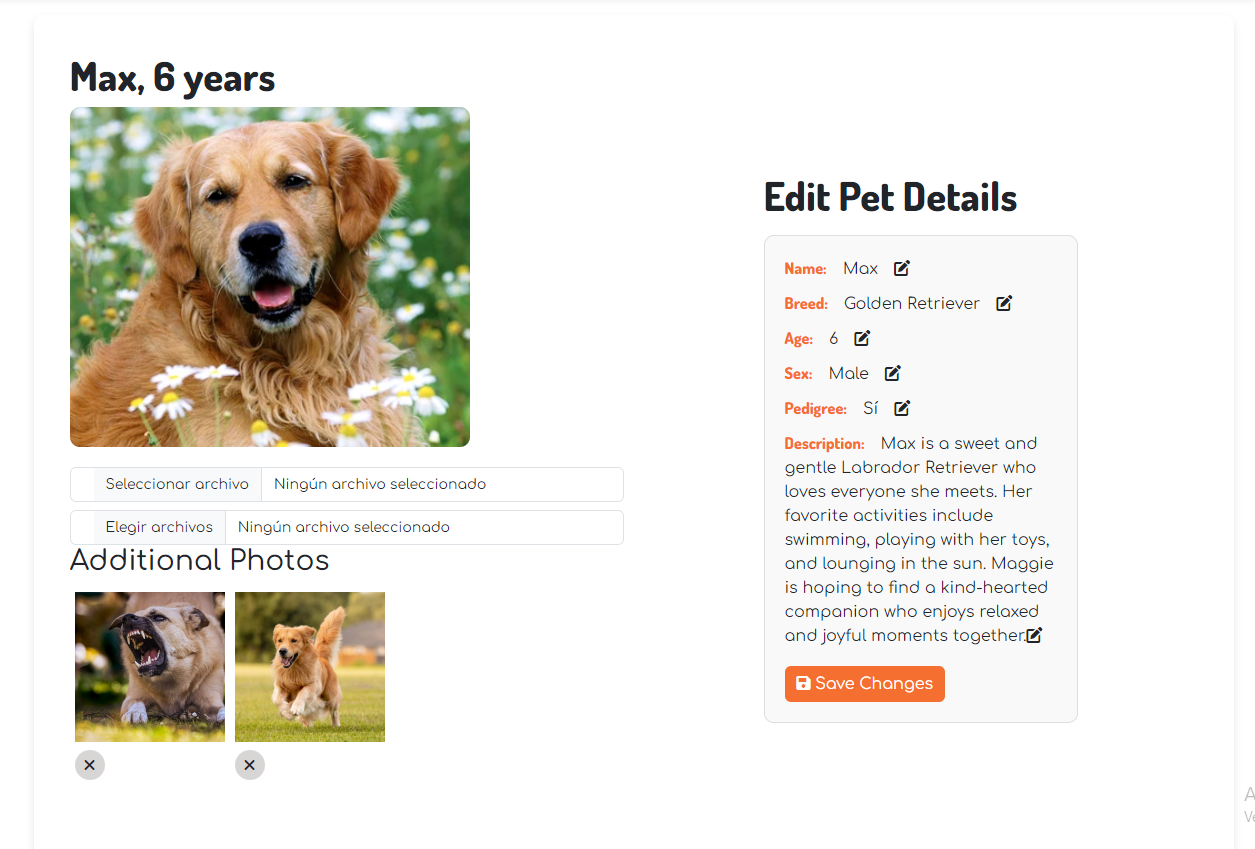 Max, 6 years
Seleccionar archivo Ningún archivo seleccionado
Elegir archivos Ningún archivo seleccionado
Additional Photos
Edit Pet Details
Name: Max
Breed: Golden Retriever
Age: 6
Sex: Male
Pedigree: Sí
Description: Max is a sweet and
gentle Labrador Retriever who
loves everyone she meets. Her
favorite activities include
swimming, playing with her toys,
and lounging in the sun. Maggie
is hoping to find a kind-hearted
companion who enjoys relaxed
and joyful moments together.
Save Changes